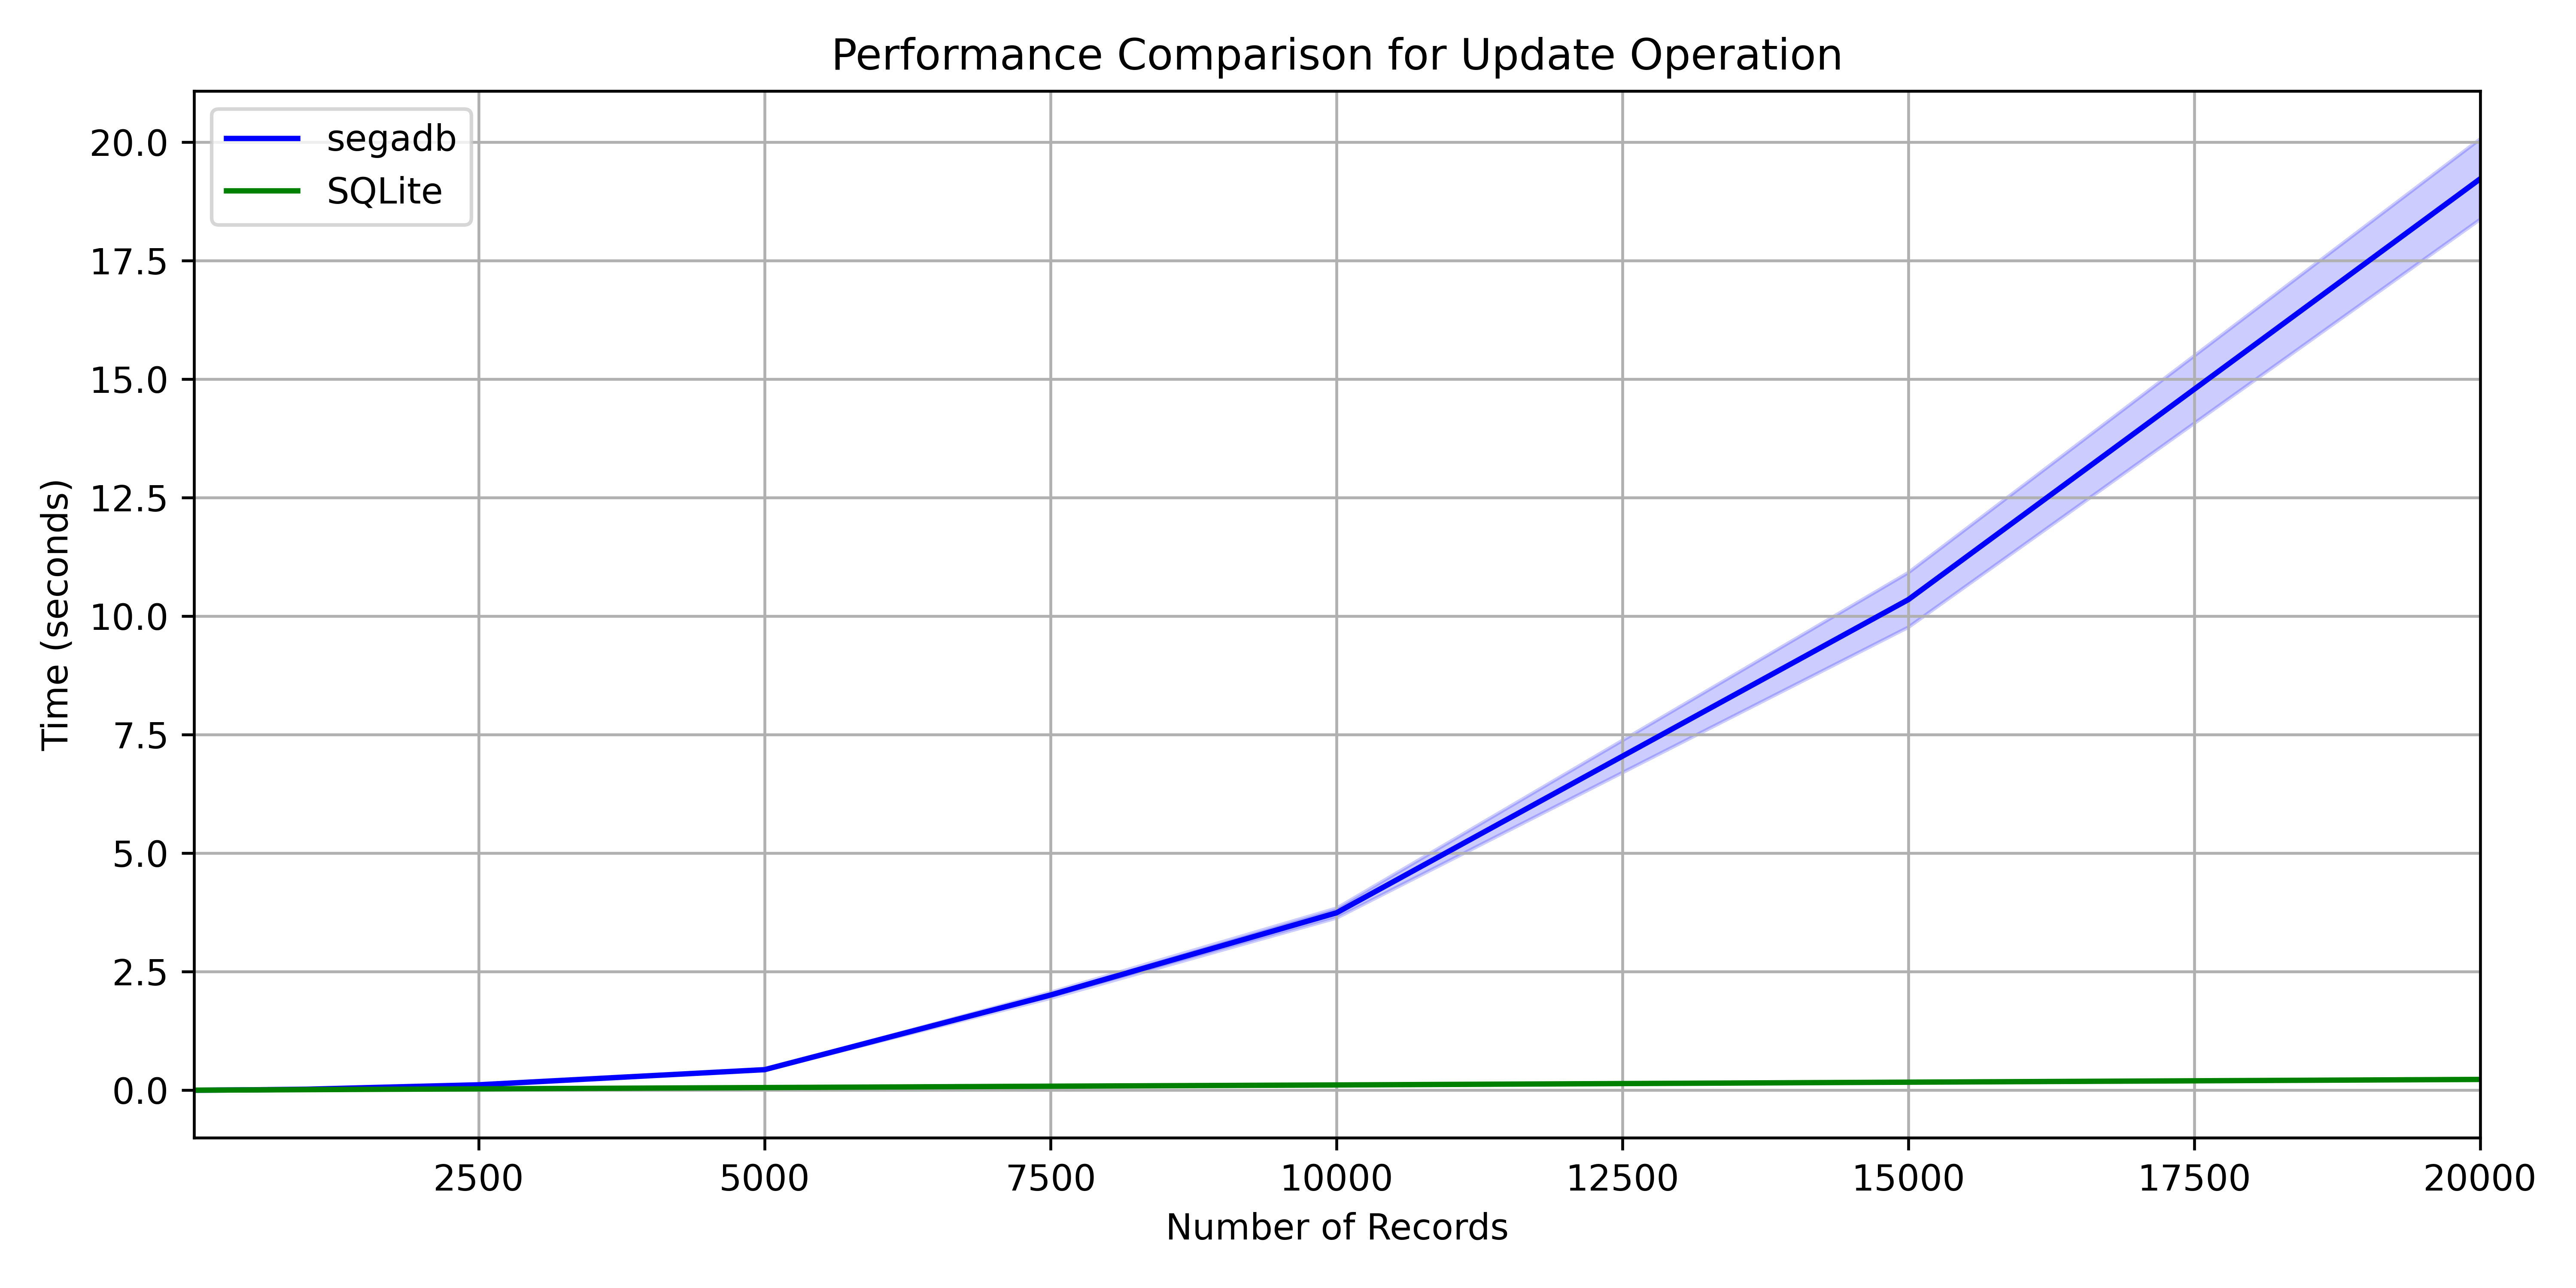 Performance Comparison for Update Operation
segadb
SQLite
20.0
17.5
15.0
12.5
10.0
7.5
5.0
2.5
0.0
Time (seconds)
2500 5000 7500 10000 12500 15000 17500 20000
Number of Records